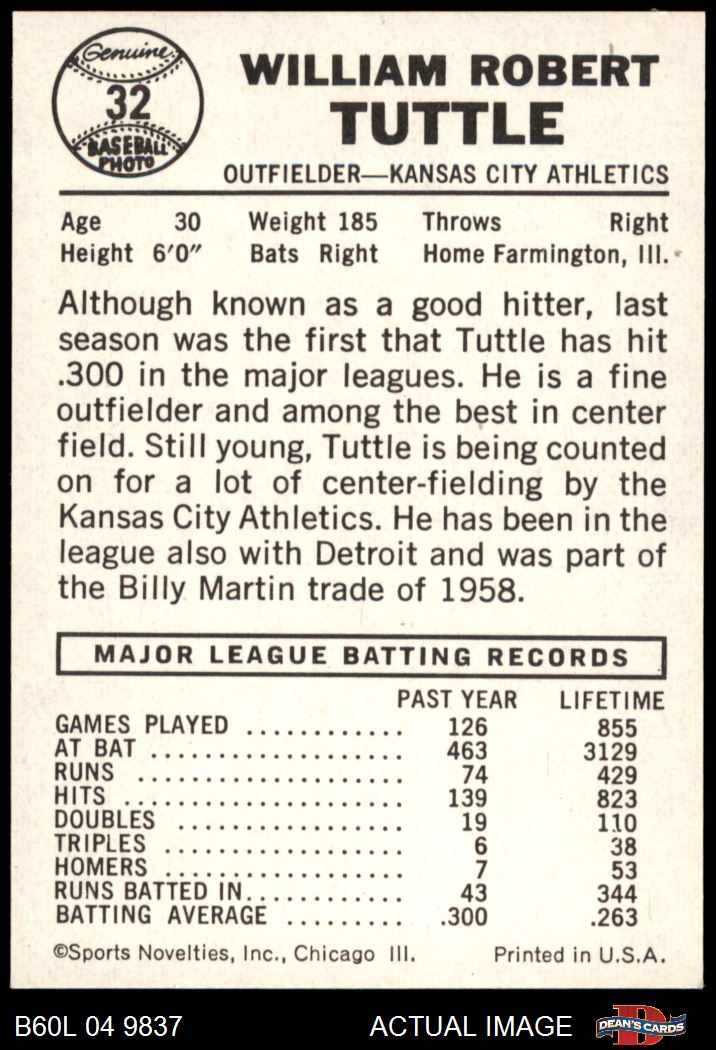 Genuine
32
BASEBALL
PHOTO
WILLIAM ROBERT
TUTTLE
OUTFIELDER—KANSAS CITY ATHLETICS
Age 30 Weight 185 Throws Right
Height 6'0" Bats Right Home Farmington, Ill.
Although known as a good hitter, last
season was the first that Tuttle has hit
.300 in the major leagues. He is a fine
outfielder and among the best in center
field. Still young, Tuttle is being counted
on for a lot of center-fielding by the
Kansas City Athletics. He has been in the
league also with Detroit and was part of
the Billy Martin trade of 1958.
MAJOR LEAGUE BATTING RECORDS
PAST YEAR LIFETIME
GAMES PLAYED ............ 126 855
AT BAT .................... 463 3129
RUNS ..................... 74 429
HITS ...................... 139 823
DOUBLES ................. 19 110
TRIPLES .................. 6 38
HOMERS .................. 7 53
RUNS BATTED IN............ 43 344
BATTING AVERAGE ......... .300 .263
©Sports Novelties, Inc., Chicago Ill. Printed in U.S.A.
B60L 04 9837 ACTUAL IMAGE D DEAN'S CARDS